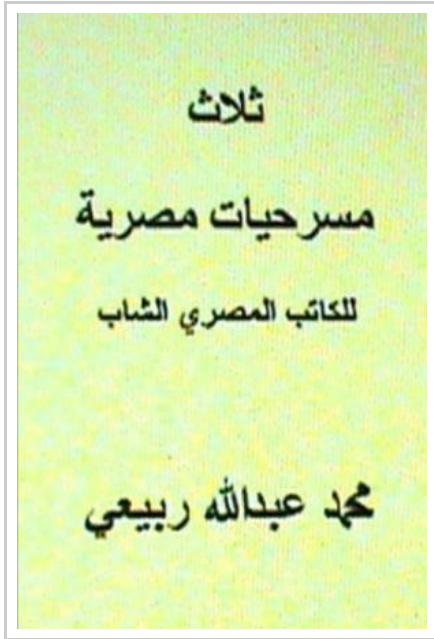 ثلاث
مسرحيات مصرية
للكاتب المصري الشاب
محمد عبدالله ربيعي